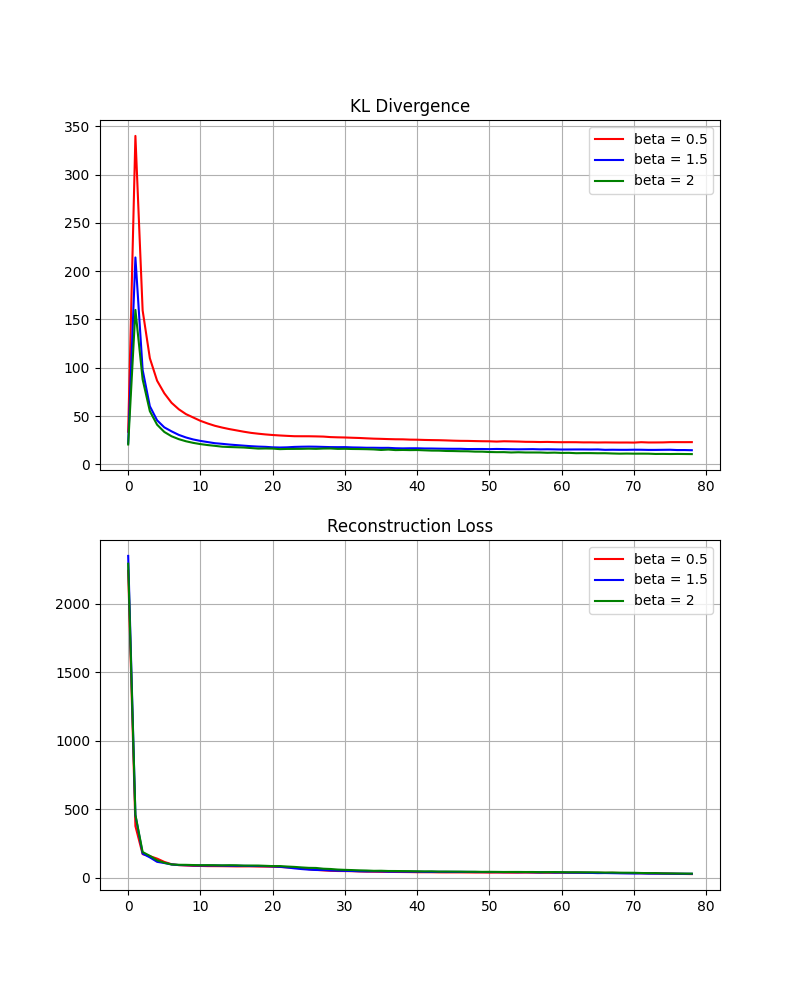 KL Divergence
350
300
250
200
150
100
50
0
beta = 0.5
beta = 1.5
beta = 2
0 10 20 30 40 50 60 70 80
Reconstruction Loss
2000
1500
1000
500
0
beta = 0.5
beta = 1.5
beta = 2
0 10 20 30 40 50 60 70 80